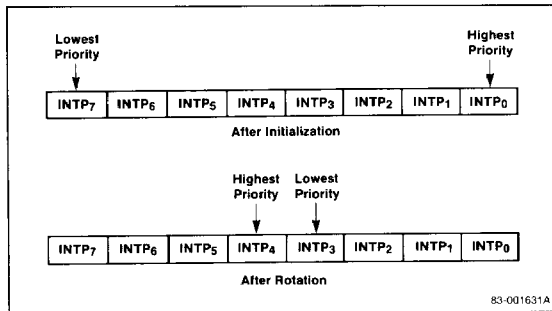 Lowest Priority
Highest Priority
INTP7 INTP6 INTP5 INTP4 INTP3 INTP2 INTP1 INTP0
After Initialization
Highest Priority
Lowest Priority
INTP7 INTP6 INTP5 INTP4 INTP3 INTP2 INTP1 INTP0
After Rotation
83-001631A